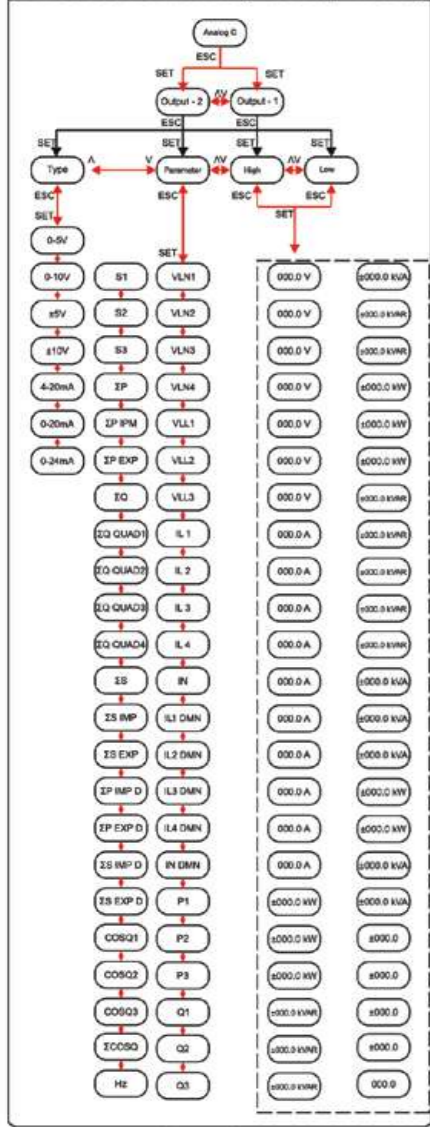 Analog O
ESC
SET SET
Output - 2 ΛV Output - 1
ESC ESC
SET SET SET SET
Type Λ V Parameter ΛV High ΛV Low
ESC ESC ESC ESC
SET SET
0-5V SET
0-10V S1 VLN1 000.0 V ±000.0 kVA
±5V S2 VLN2 000.0 V ±000.0 kVAR
±10V S3 VLN3 000.0 V ±000.0 kVAR
4-20mA ΣP VLN4 000.0 V ±000.0 kW
0-20mA ΣP IPM VLL1 000.0 V ±000.0 kW
0-24mA ΣP EXP VLL2 000.0 V ±000.0 kW
ΣQ VLL3 000.0 V ±000.0 kVAR
ΣQ QUAD1 IL 1 000.0 A ±000.0 kVAR
ΣQ QUAD2 IL 2 000.0 A ±000.0 kVAR
ΣQ QUAD3 IL 3 000.0 A ±000.0 kVAR
ΣQ QUAD4 IL 4 000.0 A ±000.0 kVAR
ΣS IN 000.0 A ±000.0 kVA
ΣS IMP IL1 DMN 000.0 A ±000.0 kVA
ΣS EXP IL2 DMN 000.0 A ±000.0 kVA
ΣP IMP D IL3 DMN 000.0 A ±000.0 kW
ΣP EXP D IL4 DMN 000.0 A ±000.0 kW
ΣS IMP D IN DMN 000.0 A ±000.0 kVA
ΣS EXP D P1 ±000.0 kW ±000.0 kVA
COSQ1 P2 ±000.0 kW ±000.0
COSQ2 P3 ±000.0 kW ±000.0
COSQ3 Q1 ±000.0 kVAR ±000.0
ΣCOSQ Q2 ±000.0 kVAR ±000.0
Hz Q3 ±000.0 kVAR 000.0